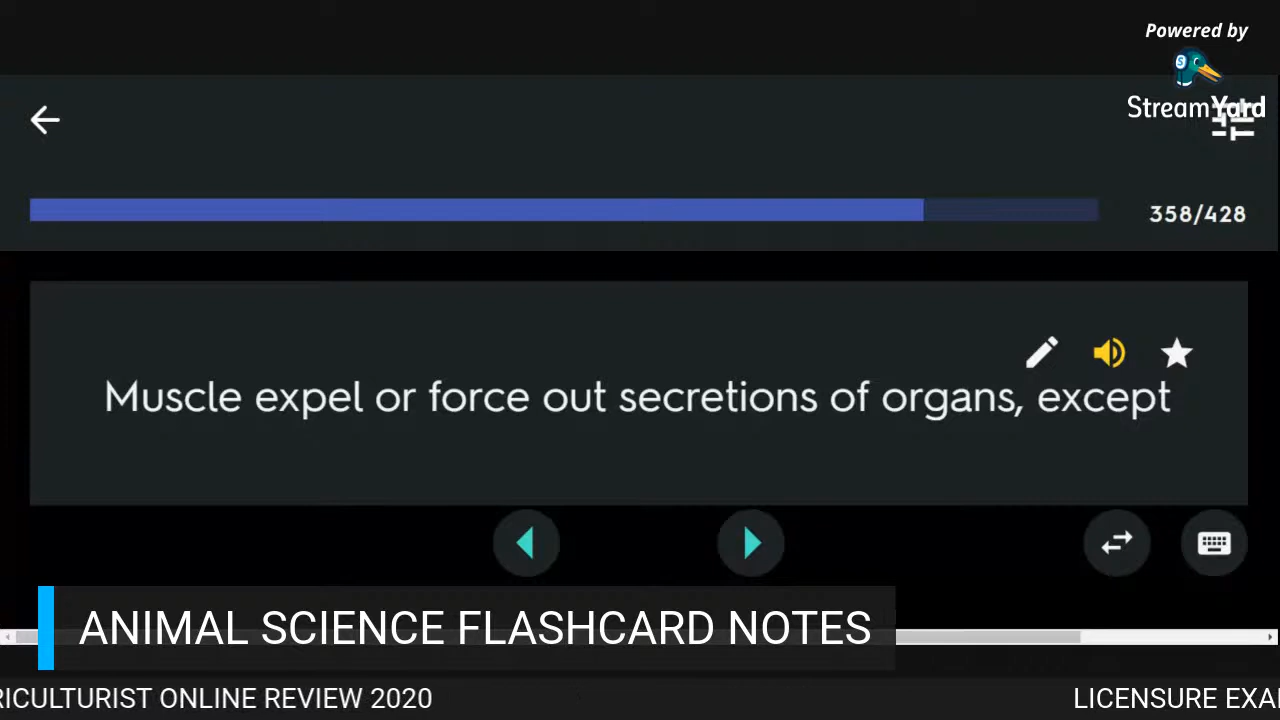 Powered by
StreamYard
358/428
Muscle expel or force out secretions of organs, except
ANIMAL SCIENCE FLASHCARD NOTES
RICULTURIST ONLINE REVIEW 2020
LICENSURE EXA